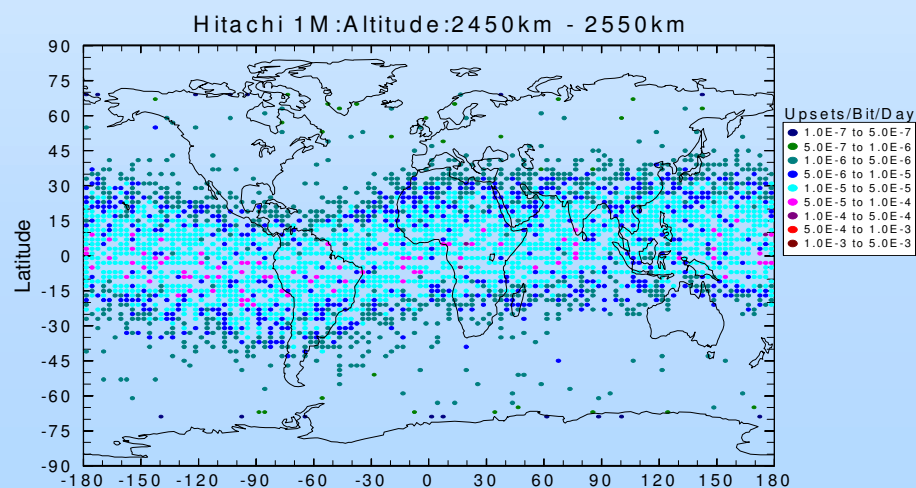 Hitachi 1M:Altitude:2450km - 2550km
90
75
60
45
30
15
0
-15
-30
-45
-60
-75
-90
Latitude
-180 -150 -120 -90 -60 -30 0 30 60 90 120 150 180
Upsets/Bit/Day
1.0E-7 to 5.0E-7
5.0E-7 to 1.0E-6
1.0E-6 to 5.0E-6
5.0E-6 to 1.0E-5
1.0E-5 to 5.0E-5
5.0E-5 to 1.0E-4
1.0E-4 to 5.0E-4
5.0E-4 to 1.0E-3
1.0E-3 to 5.0E-3